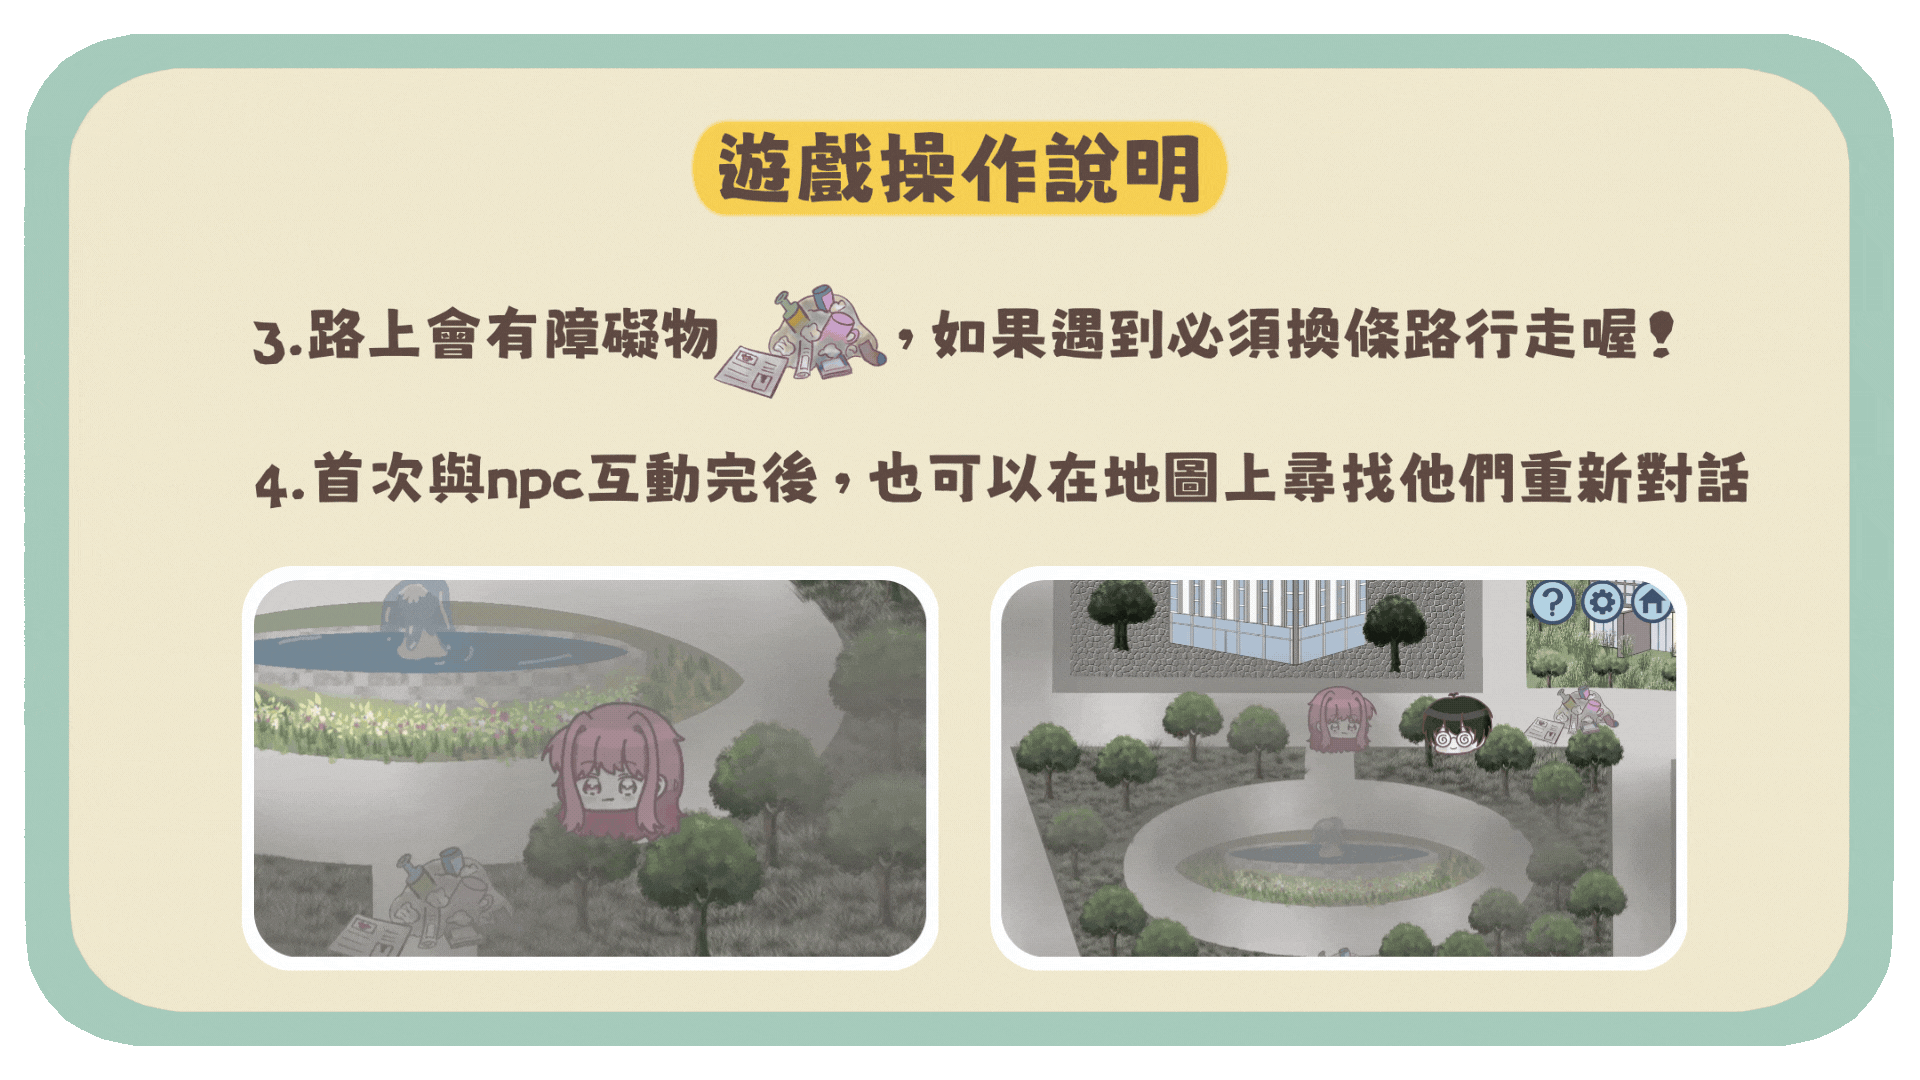 遊戲操作說明
3.路上會有障礙物，如果遇到必須換條路行走喔！
4.首次與npc互動完後，也可以在地圖上尋找他們重新對話
?